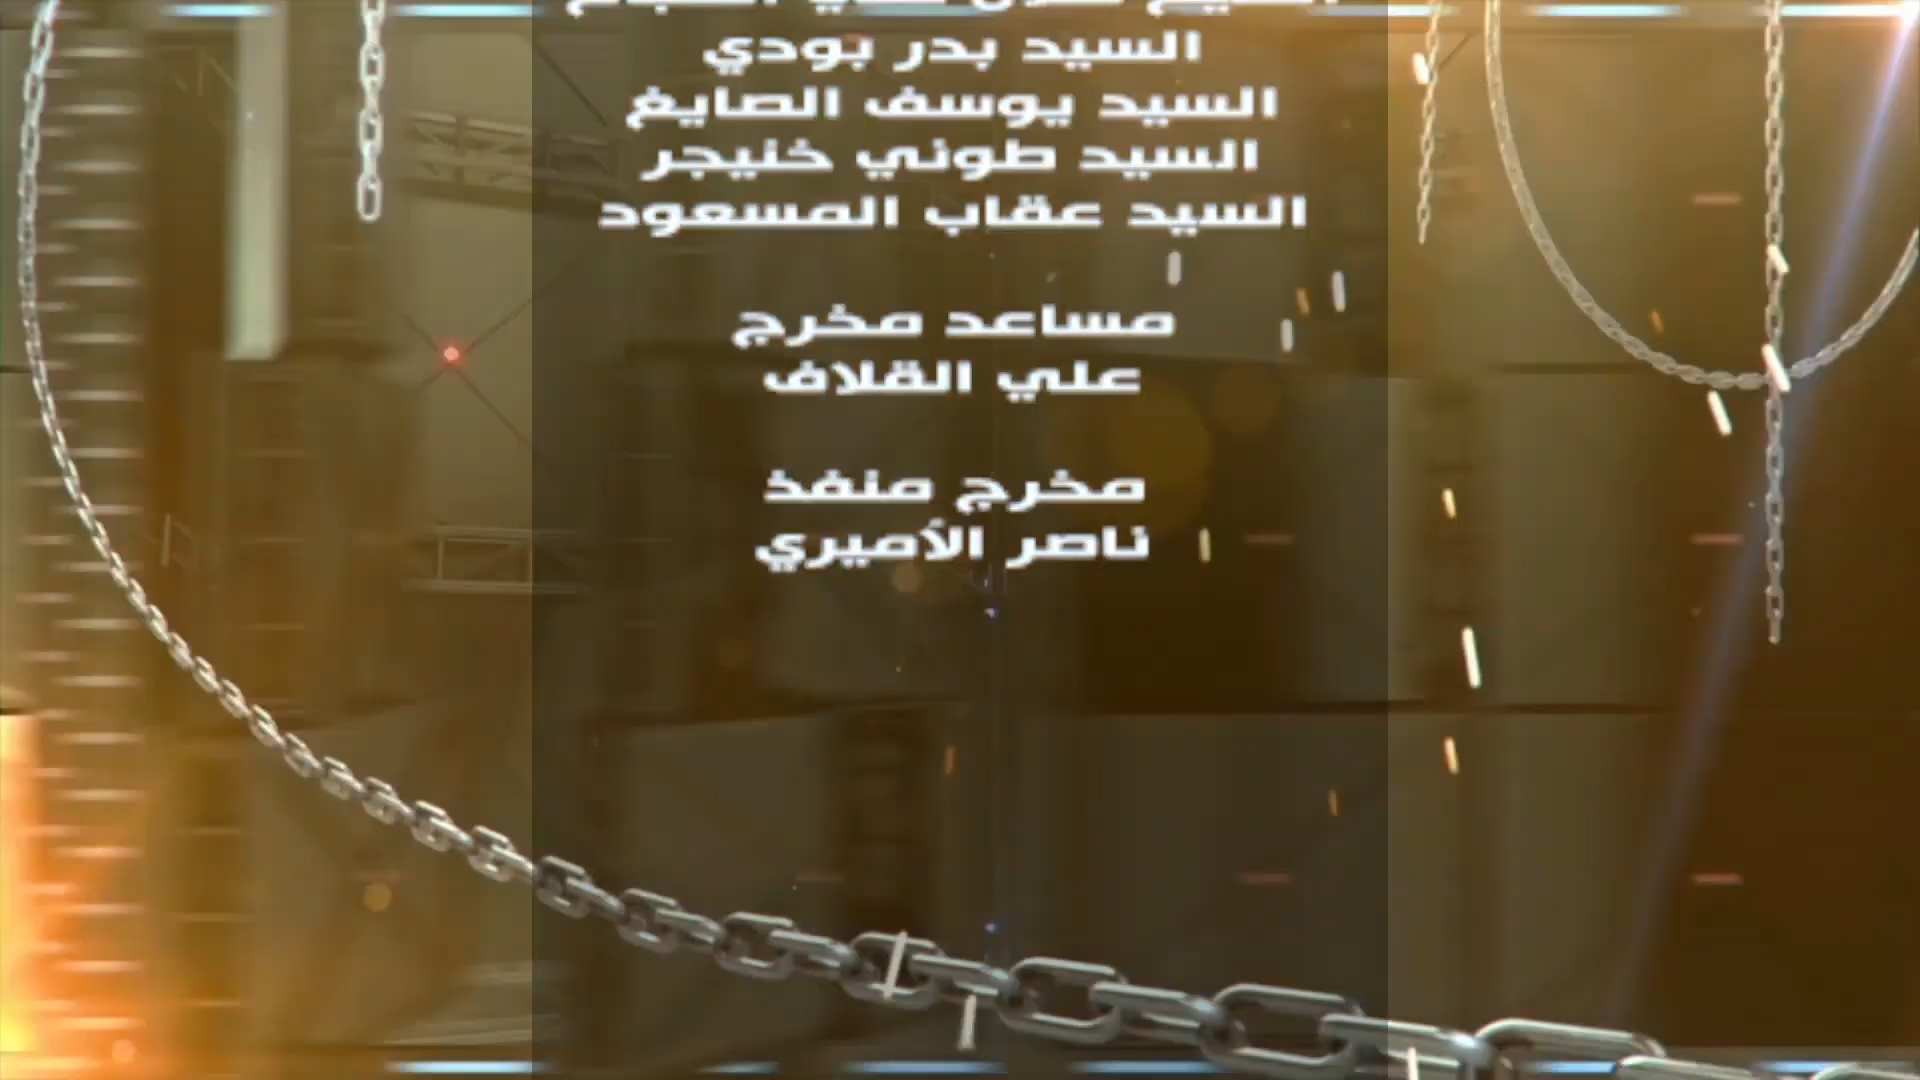 السيد بدر بودي
السيد يوسف الصايغ
السيد طوني خنيجر
السيد عقاب المسعود
مساعد مخرج
علي القلاف
مخرج منفذ
ناصر الأميري